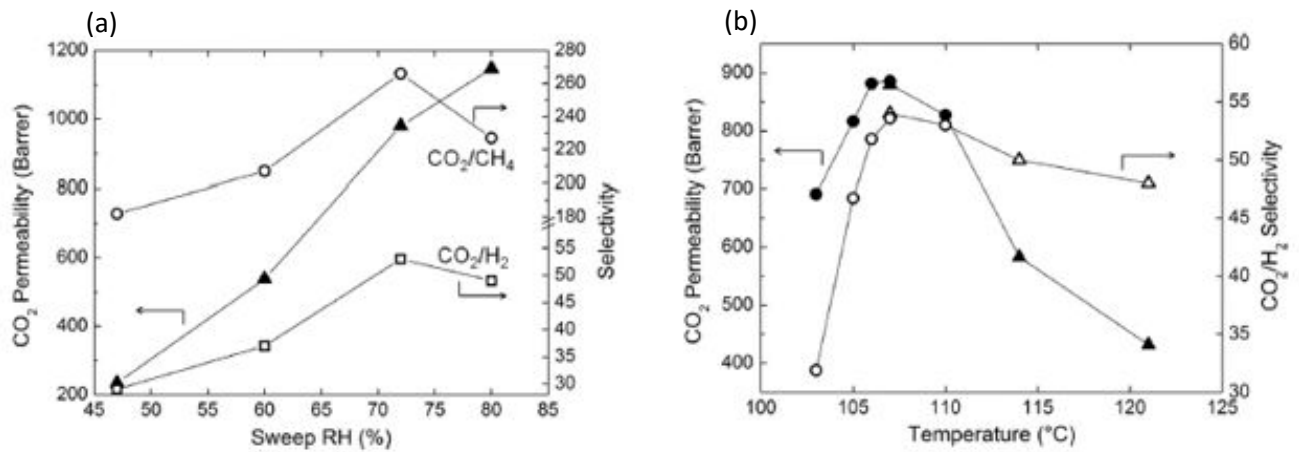 (a)
1200
1000
800
600
400
200
CO₂ Permeability (Barrer)
45 50 55 60 65 70 75 80 85
Sweep RH (%)
280
260
240
220
200
180
55
50
45
40
35
30
Selectivity
CO₂/CH₄
CO₂/H₂
(b)
900
800
700
600
500
400
CO₂ Permeability (Barrer)
100 105 110 115 120 125
Temperature (°C)
60
55
50
45
40
35
30
CO₂/H₂ Selectivity